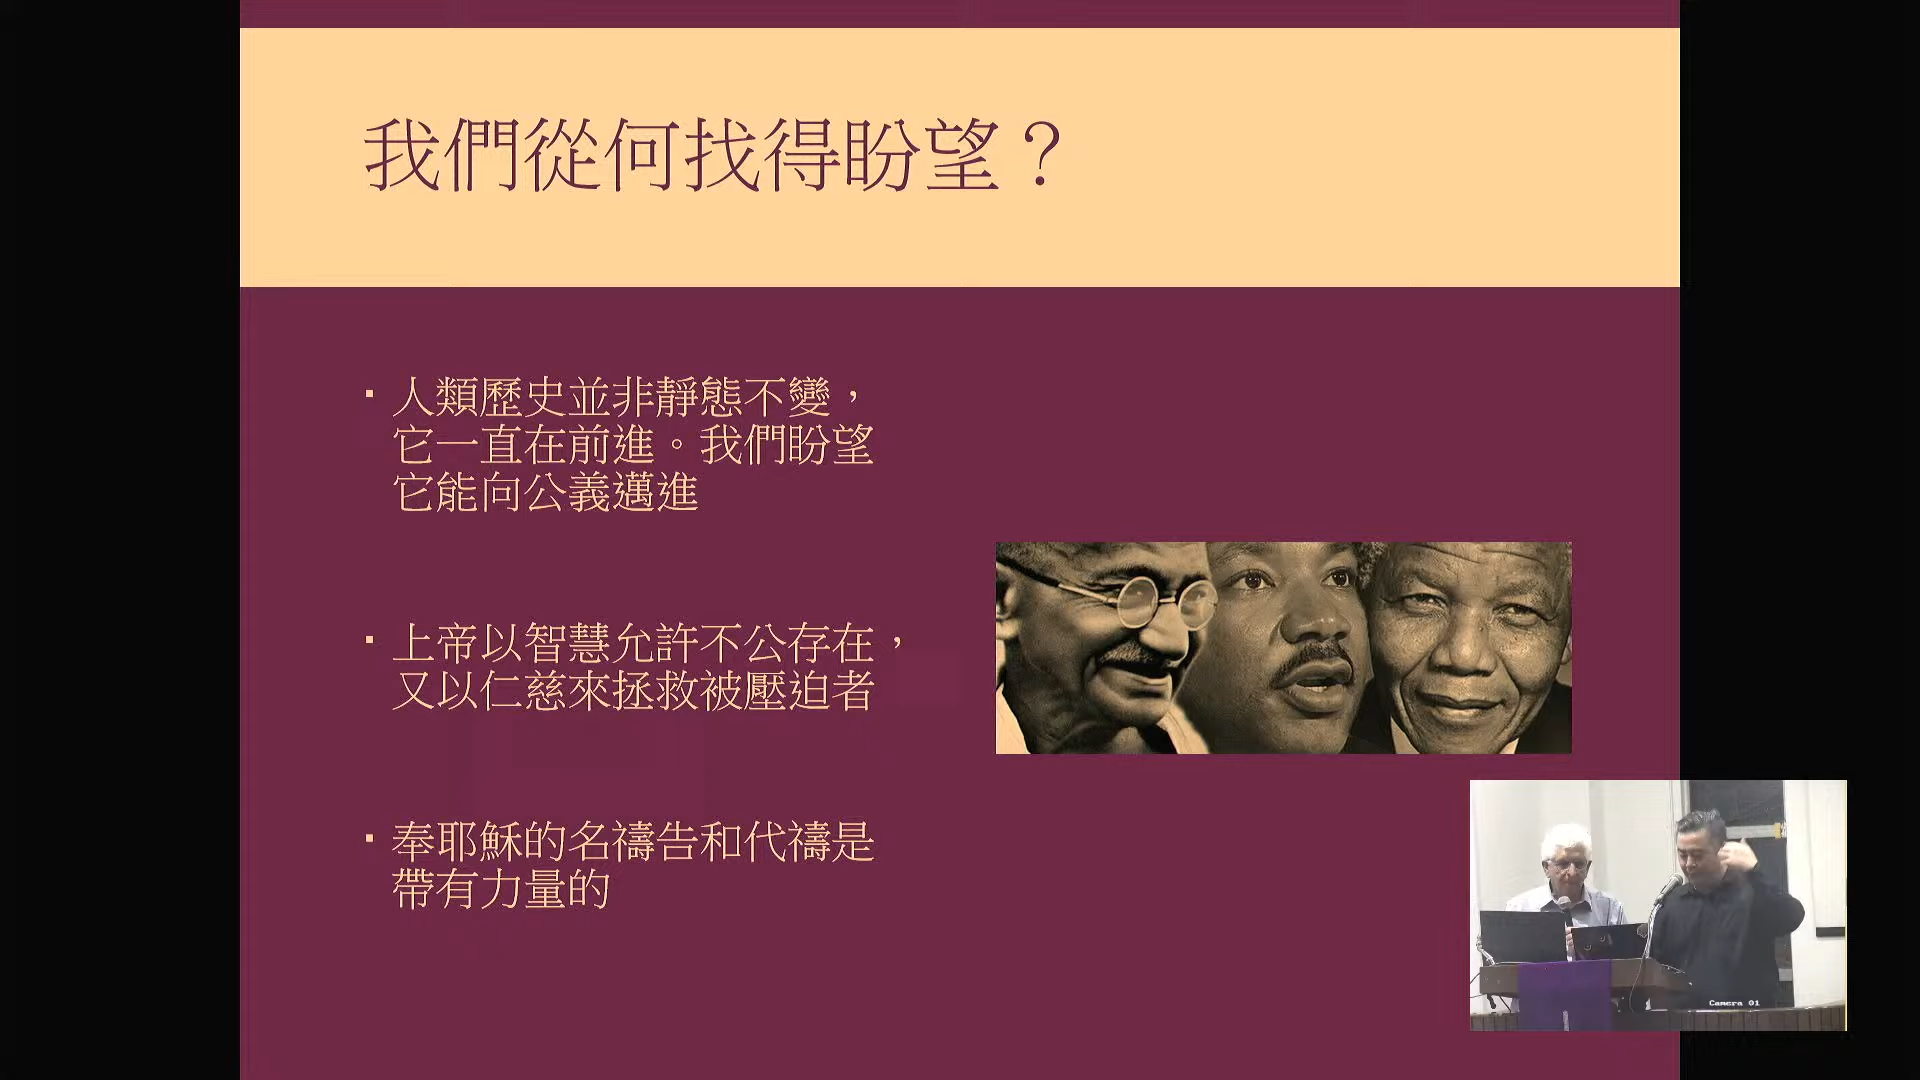 我們從何找得盼望？
▪ 人類歷史並非靜態不變，
它一直在前進。我們盼望
它能向公義邁進
▪ 上帝以智慧允許不公存在，
又以仁慈來拯救被壓迫者
▪ 奉耶穌的名禱告和代禱是
帶有力量的
Camera 01